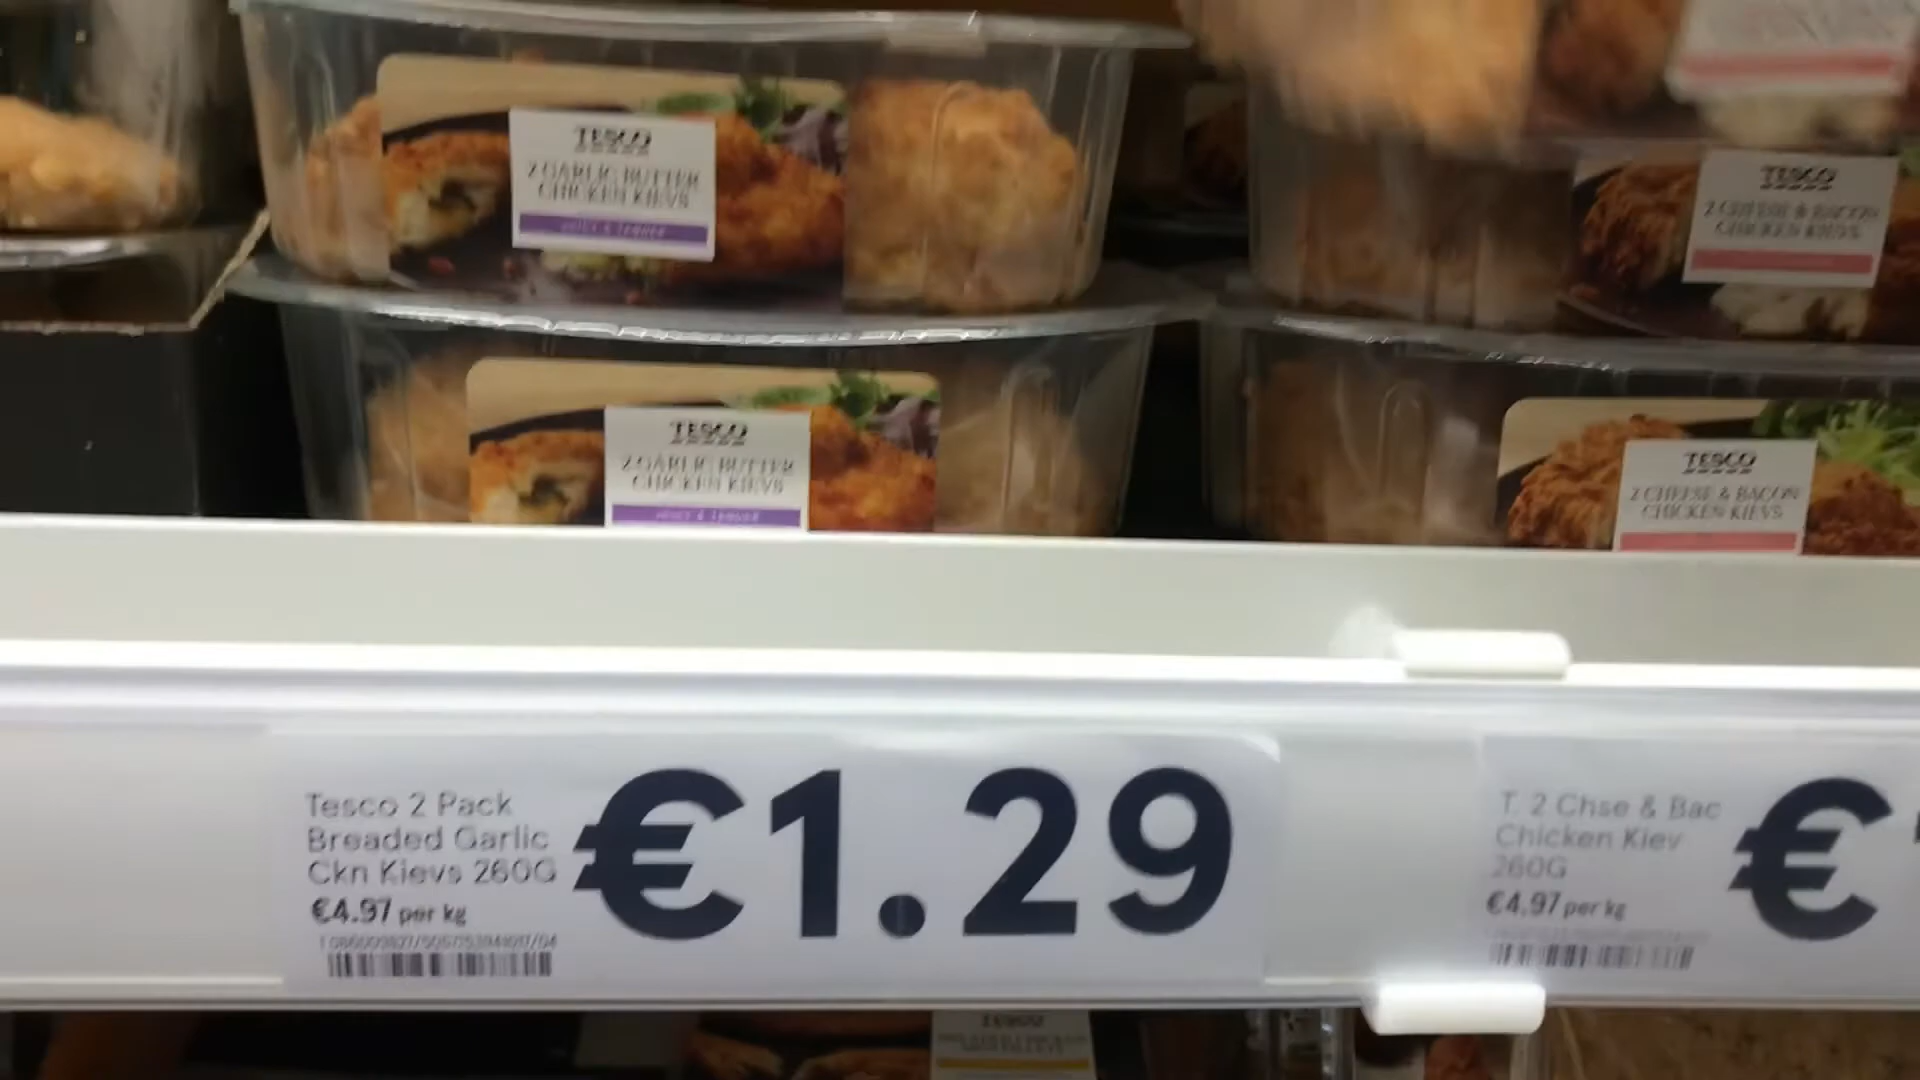 TESCO
2 GARLIC BUTTER
CHICKEN KIEVS
TESCO
2 CHEESE & BACON
CHICKEN KIEVS
TESCO
2 GARLIC BUTTER
CHICKEN KIEVS
TESCO
2 CHEESE & BACON
CHICKEN KIEVS
Tesco 2 Pack
Breaded Garlic
Ckn Kievs 260G
€4.97 per kg
€1.29
T. 2 Chse & Bac
Chicken Kiev
260G
€4.97 per kg
€
TESCO